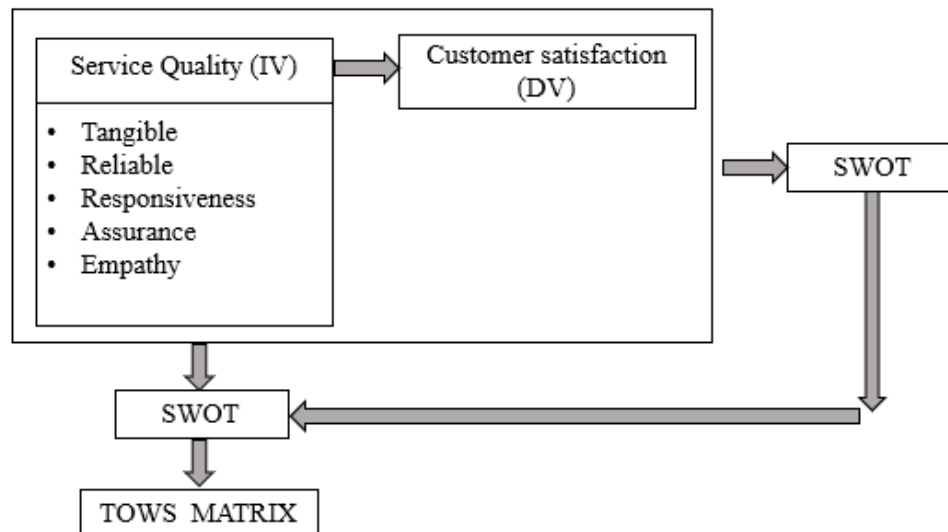 Service Quality (IV)
Customer satisfaction
(DV)
• Tangible
• Reliable
• Responsiveness
• Assurance
• Empathy
SWOT
SWOT
TOWS MATRIX